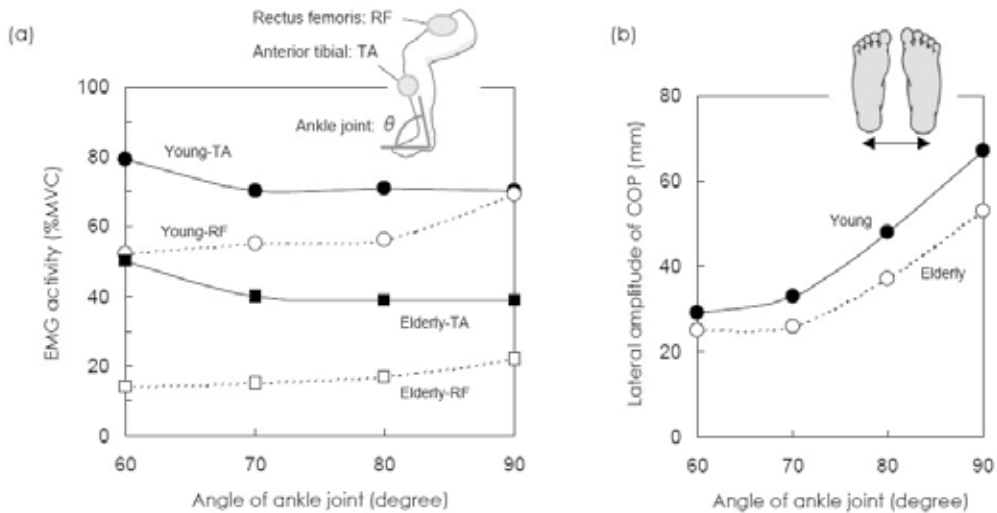 (a)
Rectus femoris: RF
Anterior tibial: TA
Ankle joint: θ
100
80
60
40
20
0
EMG activity (%MVC)
Young-TA
Young-RF
Elderly-TA
Elderly-RF
60 70 80 90
Angle of ankle joint (degree)
(b)
80
60
40
20
0
Lateral amplitude of COP (mm)
Young
Elderly
60 70 80 90
Angle of ankle joint (degree)